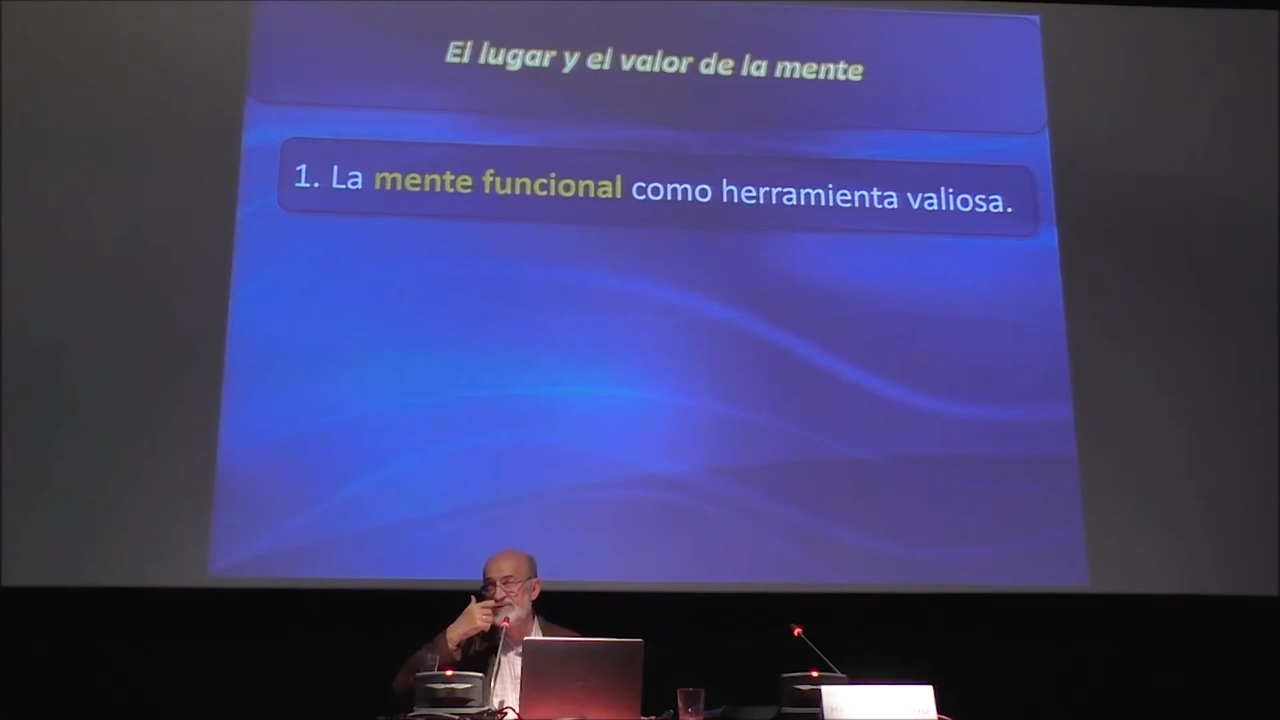 El lugar y el valor de la mente
1. La mente funcional como herramienta valiosa.